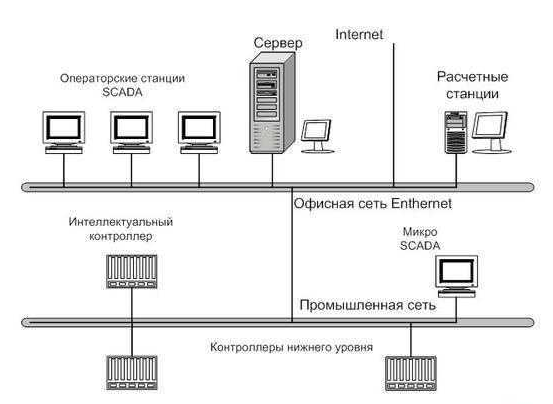 Сервер
Internet
Операторские станции
SCADA
Расчетные
станции
Офисная сеть Enthernet
Интеллектуальный
контроллер
Микро
SCADA
Промышленная сеть
Контроллеры нижнего уровня